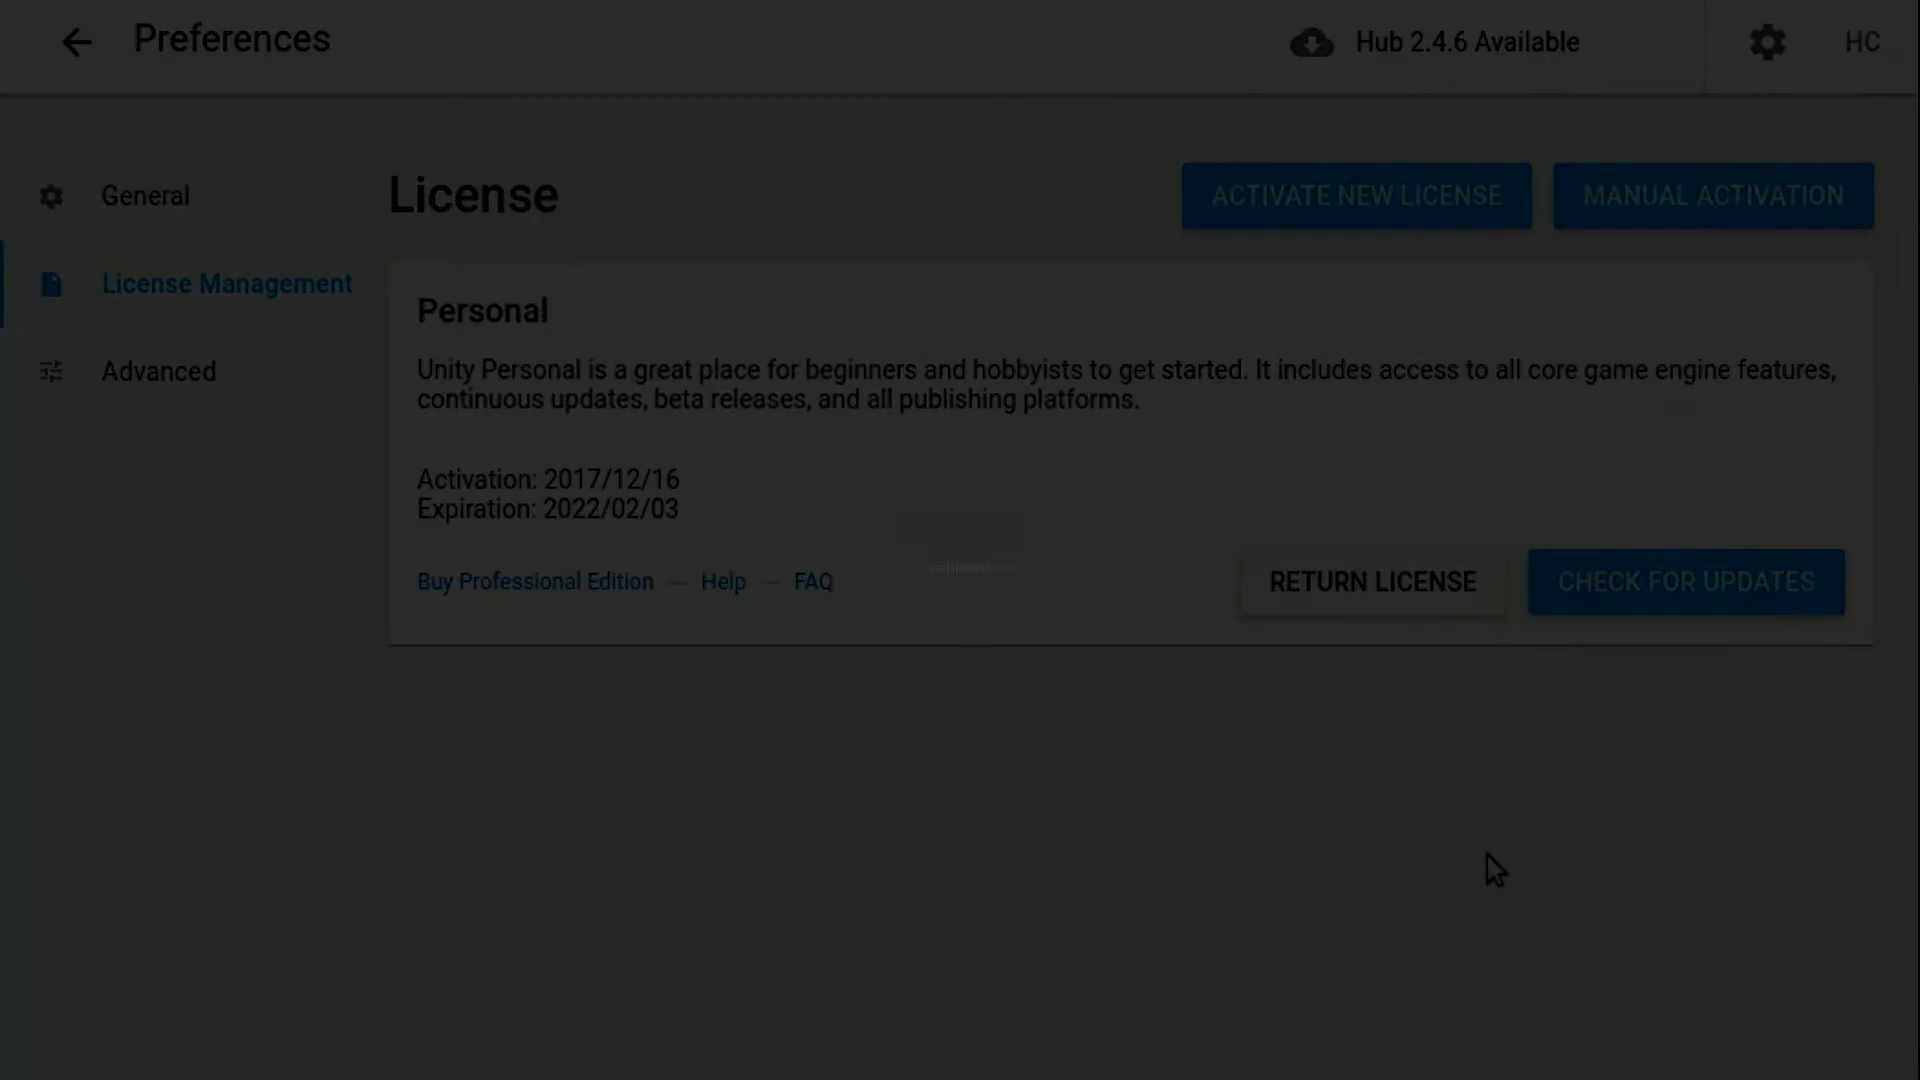 Preferences
Hub 2.4.6 Available
HC
General
License Management
Advanced
License
ACTIVATE NEW LICENSE
MANUAL ACTIVATION
Personal
Unity Personal is a great place for beginners and hobbyists to get started. It includes access to all core game engine features,
continuous updates, beta releases, and all publishing platforms.
Activation: 2017/12/16
Expiration: 2022/02/03
Buy Professional Edition — Help — FAQ
RETURN LICENSE
CHECK FOR UPDATES